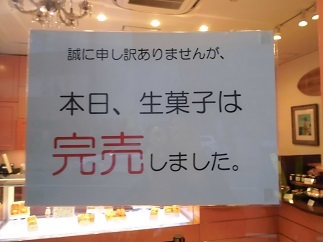 誠に申し訳ありませんが、
本日、生菓子は
完売しました。